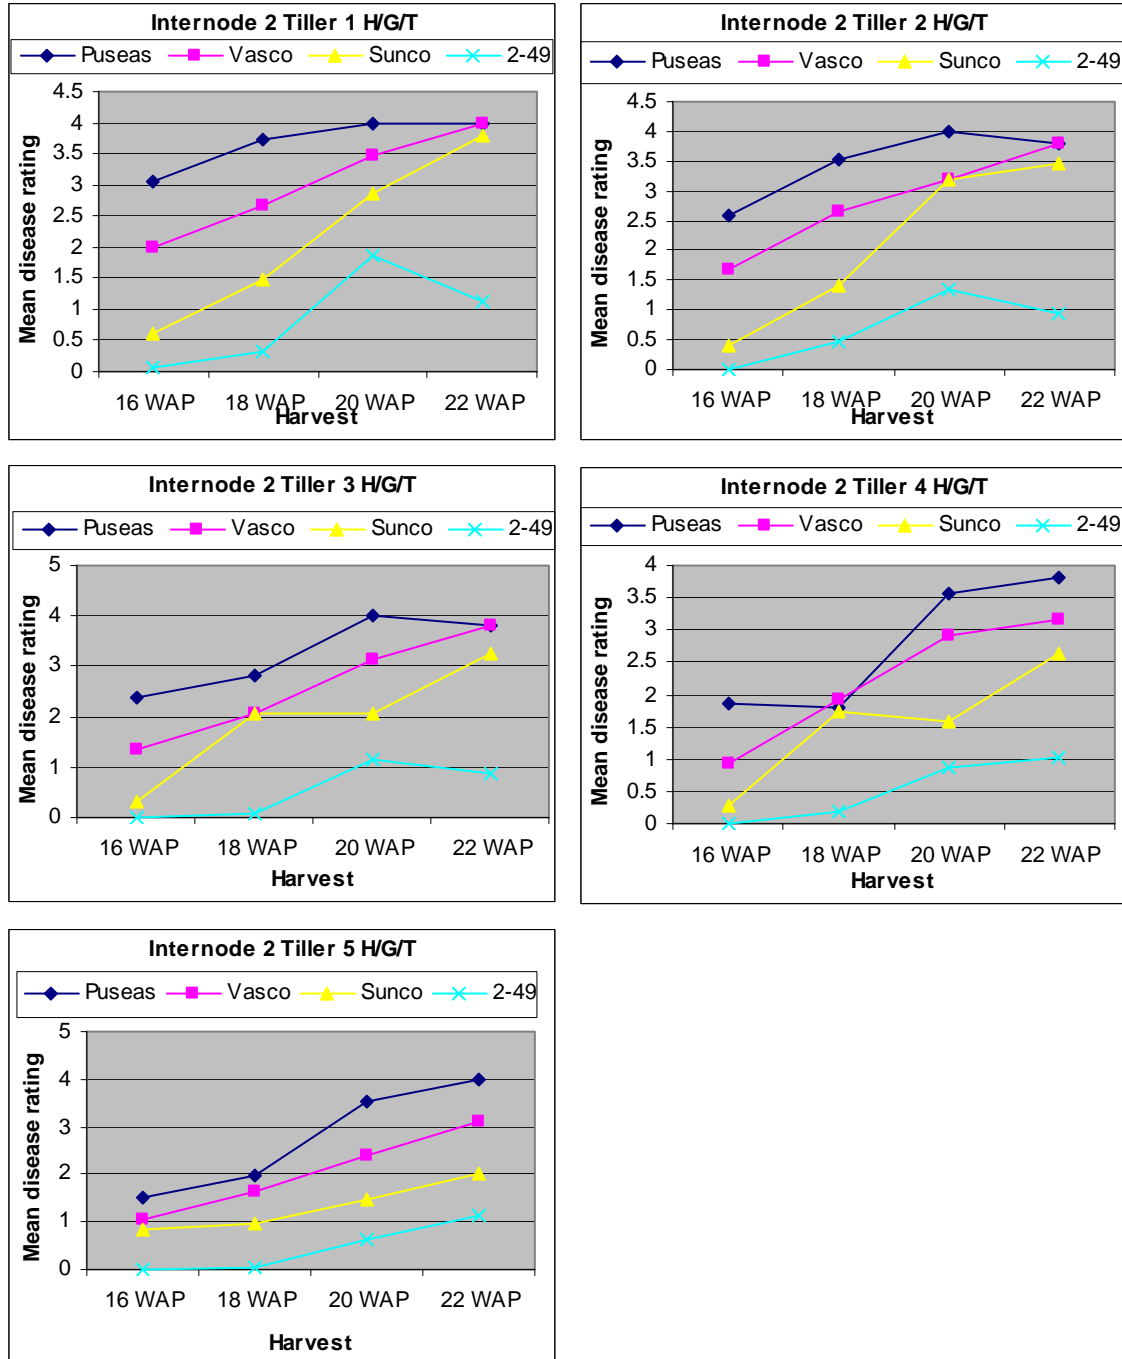 Internode 2 Tiller 1 H/G/T
Puseas Vasco Sunco 2-49
Mean disease rating
4.5
4
3.5
3
2.5
2
1.5
1
0.5
0
16 WAP 18 WAP 20 WAP 22 WAP
Harvest
Internode 2 Tiller 2 H/G/T
Puseas Vasco Sunco 2-49
Mean disease rating
4.5
4
3.5
3
2.5
2
1.5
1
0.5
0
16 WAP 18 WAP 20 WAP 22 WAP
Harvest
Internode 2 Tiller 3 H/G/T
Puseas Vasco Sunco 2-49
Mean disease rating
5
4
3
2
1
0
16 WAP 18 WAP 20 WAP 22 WAP
Harvest
Internode 2 Tiller 4 H/G/T
Puseas Vasco Sunco 2-49
Mean disease rating
4
3.5
3
2.5
2
1.5
1
0.5
0
16 WAP 18 WAP 20 WAP 22 WAP
Harvest
Internode 2 Tiller 5 H/G/T
Puseas Vasco Sunco 2-49
Mean disease rating
5
4
3
2
1
0
16 WAP 18 WAP 20 WAP 22 WAP
Harvest